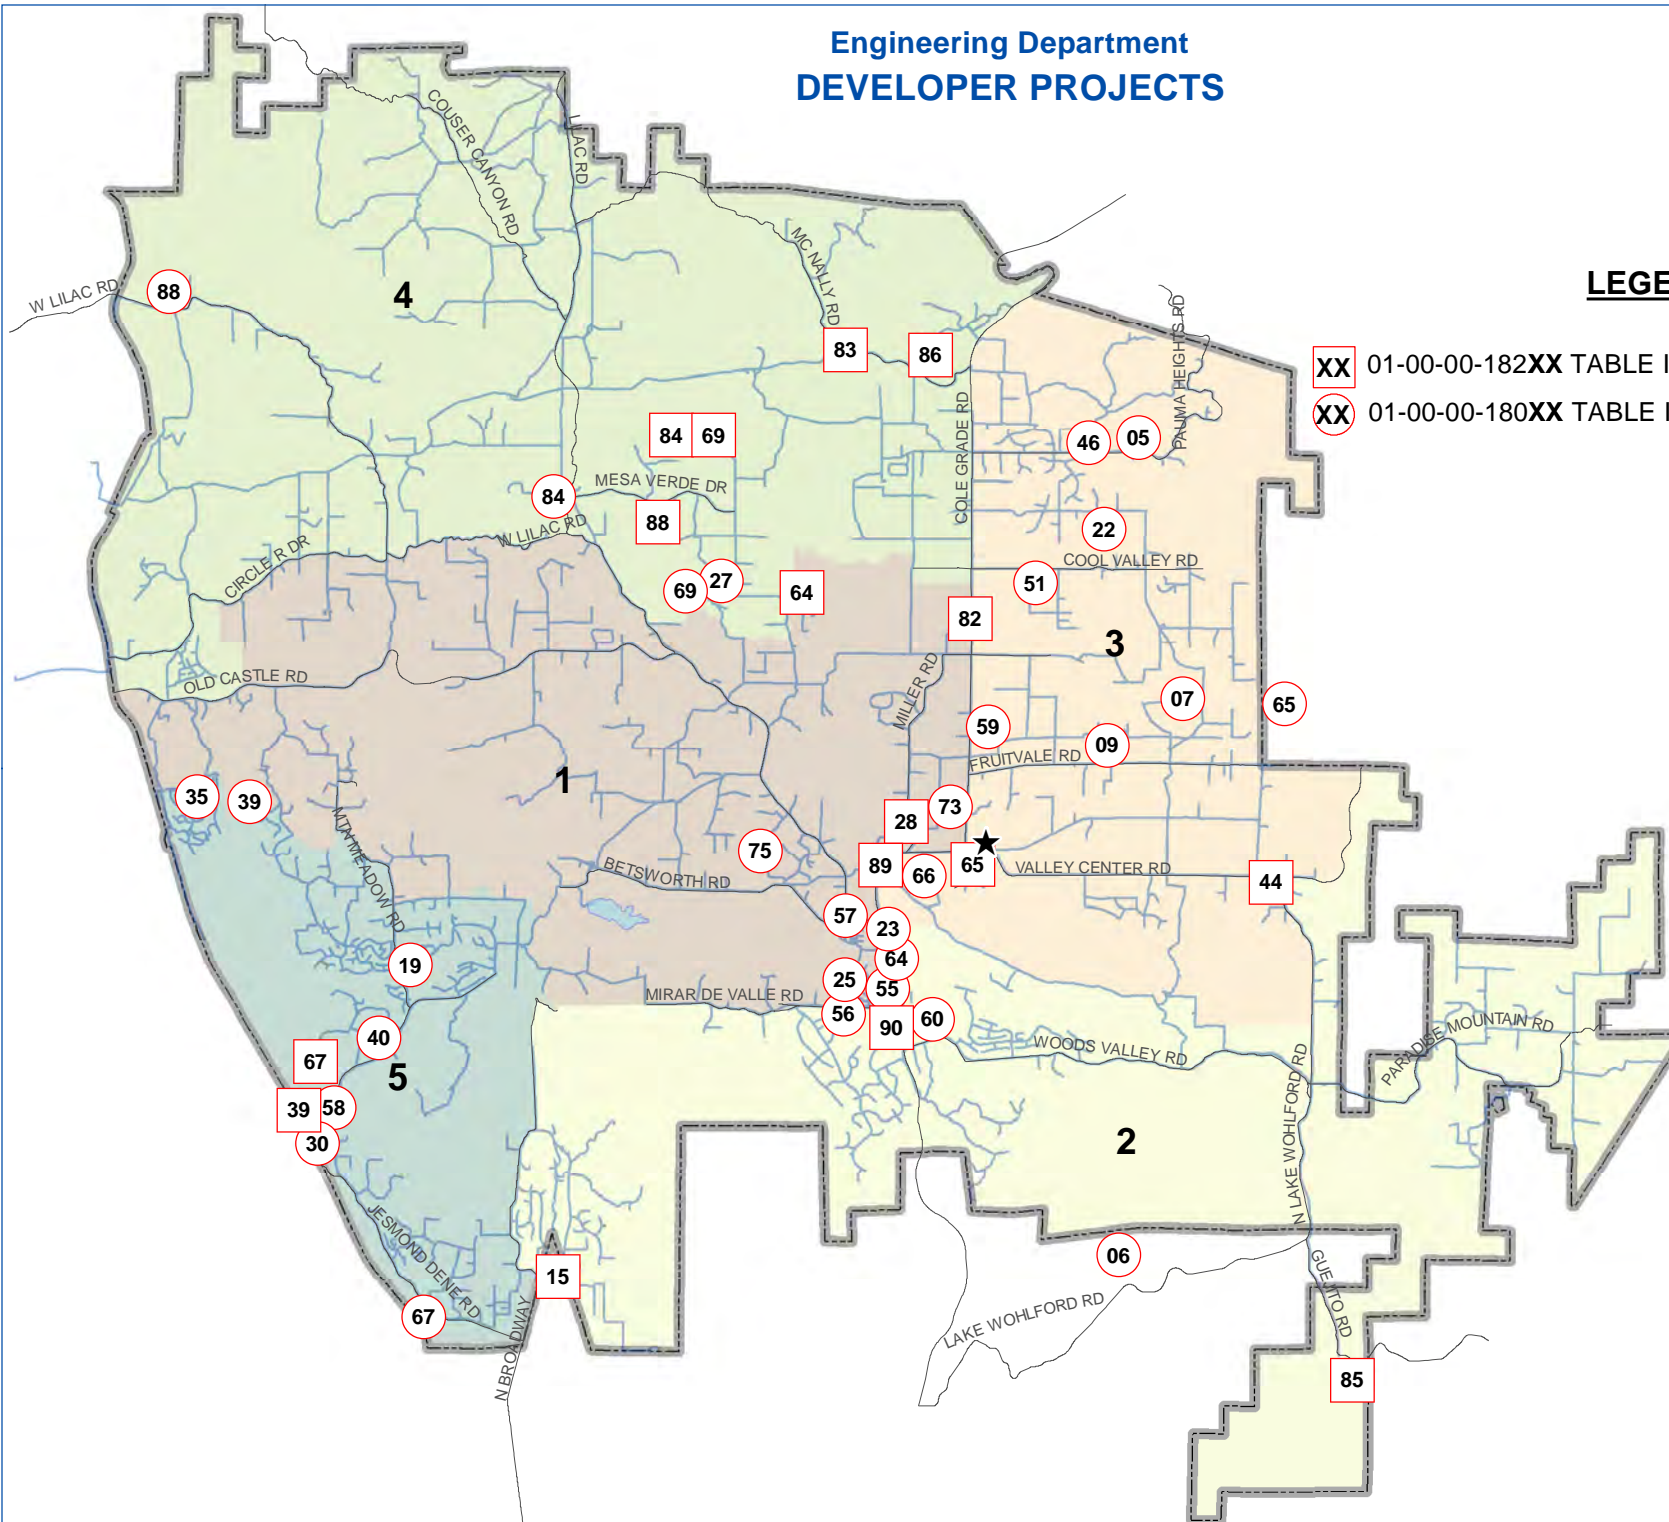 Engineering Department
DEVELOPER PROJECTS
LEGE
XX 01-00-00-182XX TABLE I
XX 01-00-00-180XX TABLE I
COUSER CANYON RD
LILAC RD
MC NALLY RD
W LILAC RD
88
4
PAUMA HEIGHTS RD
83
86
COLE GRADE RD
84 69
46
05
MESA VERDE DR
84
88
W LILAC RD
22
CIRCLE R DR
COOL VALLEY RD
69
27
64
51
82
3
OLD CASTLE RD
MILLER RD
07
65
59
09
FRUITVALE RD
1
35
39
MTN MEADOW RD
28
73
75
BETSWORTH RD
89
66
65
VALLEY CENTER RD
44
57
23
19
64
25
55
MIRAR DE VALLE RD
56
90
60
WOODS VALLEY RD
PARADISE MOUNTAIN RD
40
67
5
39
58
30
2
N LAKE WOHLFORD RD
JESMOND DENE RD
06
15
GUEJITO RD
67
N BROADWAY
LAKE WOHLFORD RD
85